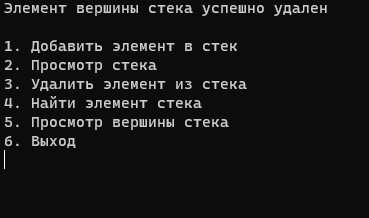 Элемент вершины стека успешно удален
1. Добавить элемент в стек
2. Просмотр стека
3. Удалить элемент из стека
4. Найти элемент стека
5. Просмотр вершины стека
6. Выход